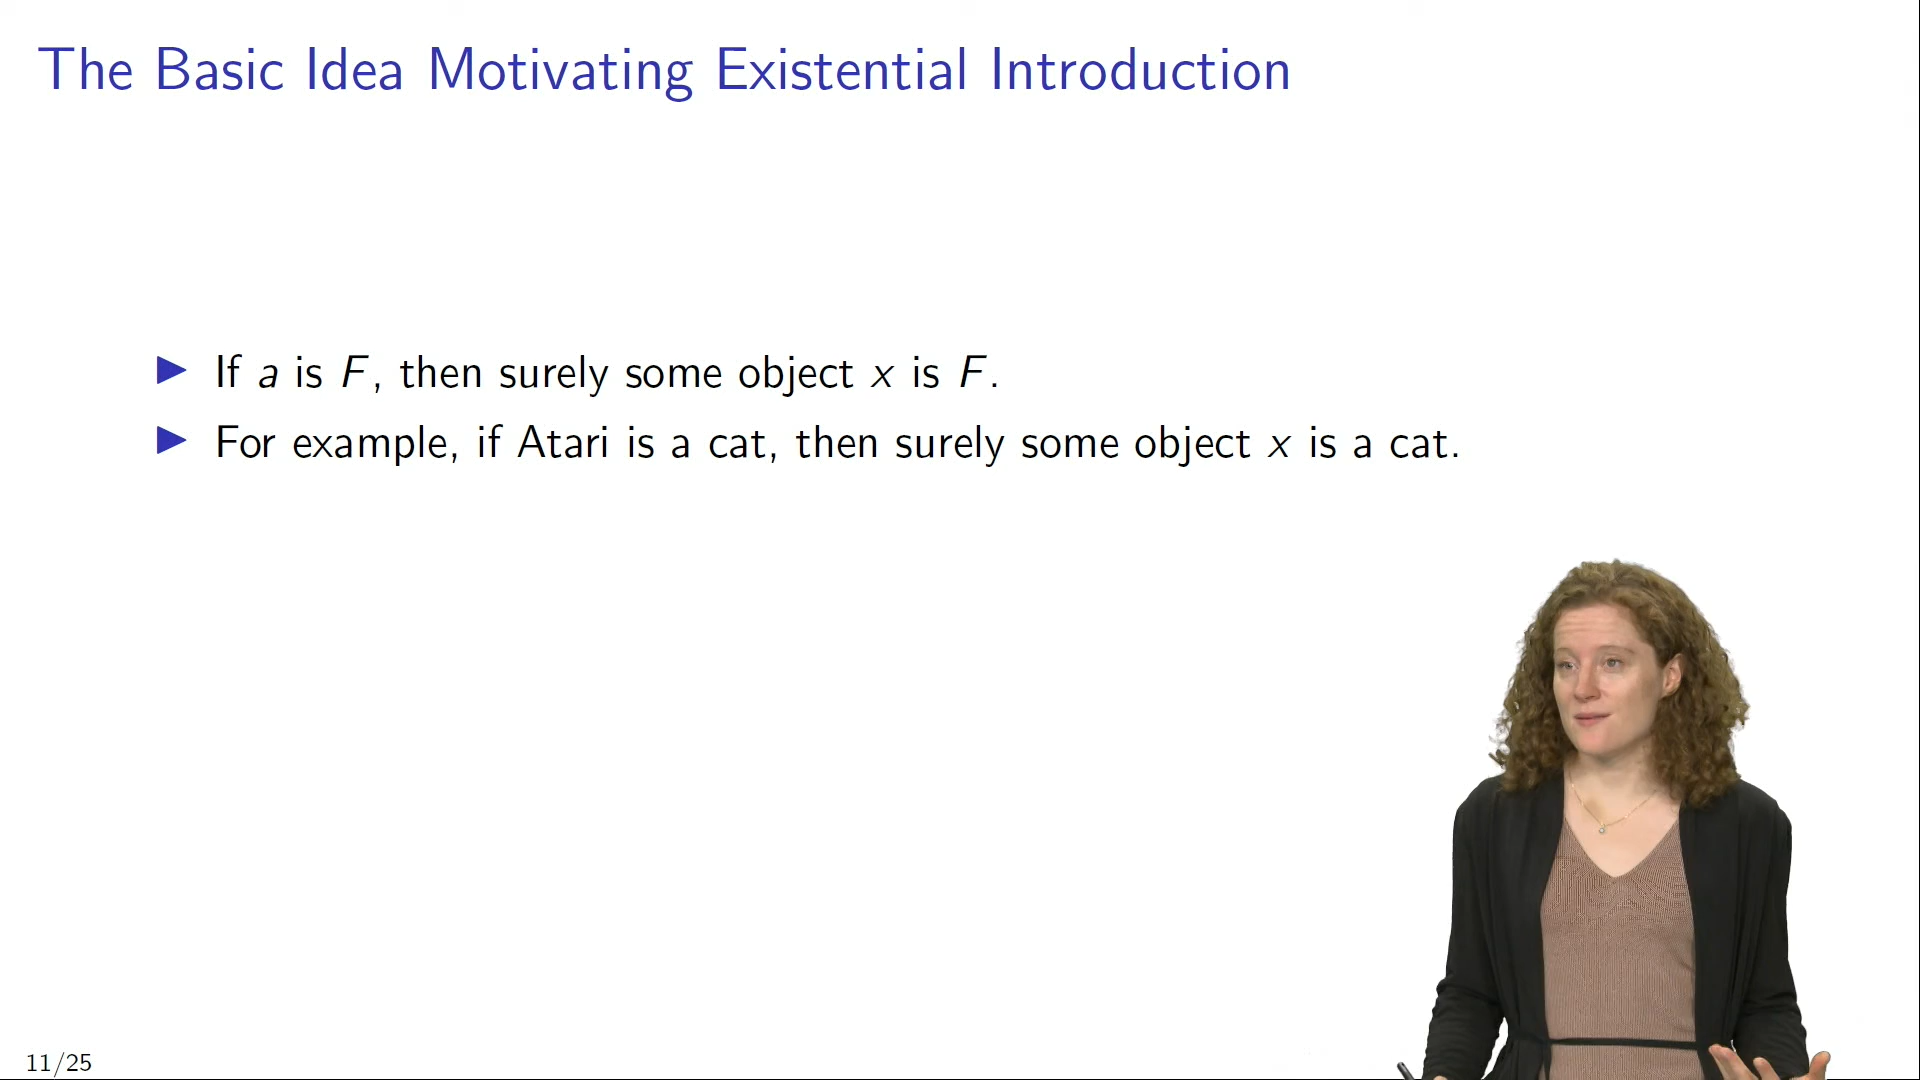 The Basic Idea Motivating Existential Introduction
▶ If a is F, then surely some object x is F.
▶ For example, if Atari is a cat, then surely some object x is a cat.
11/25